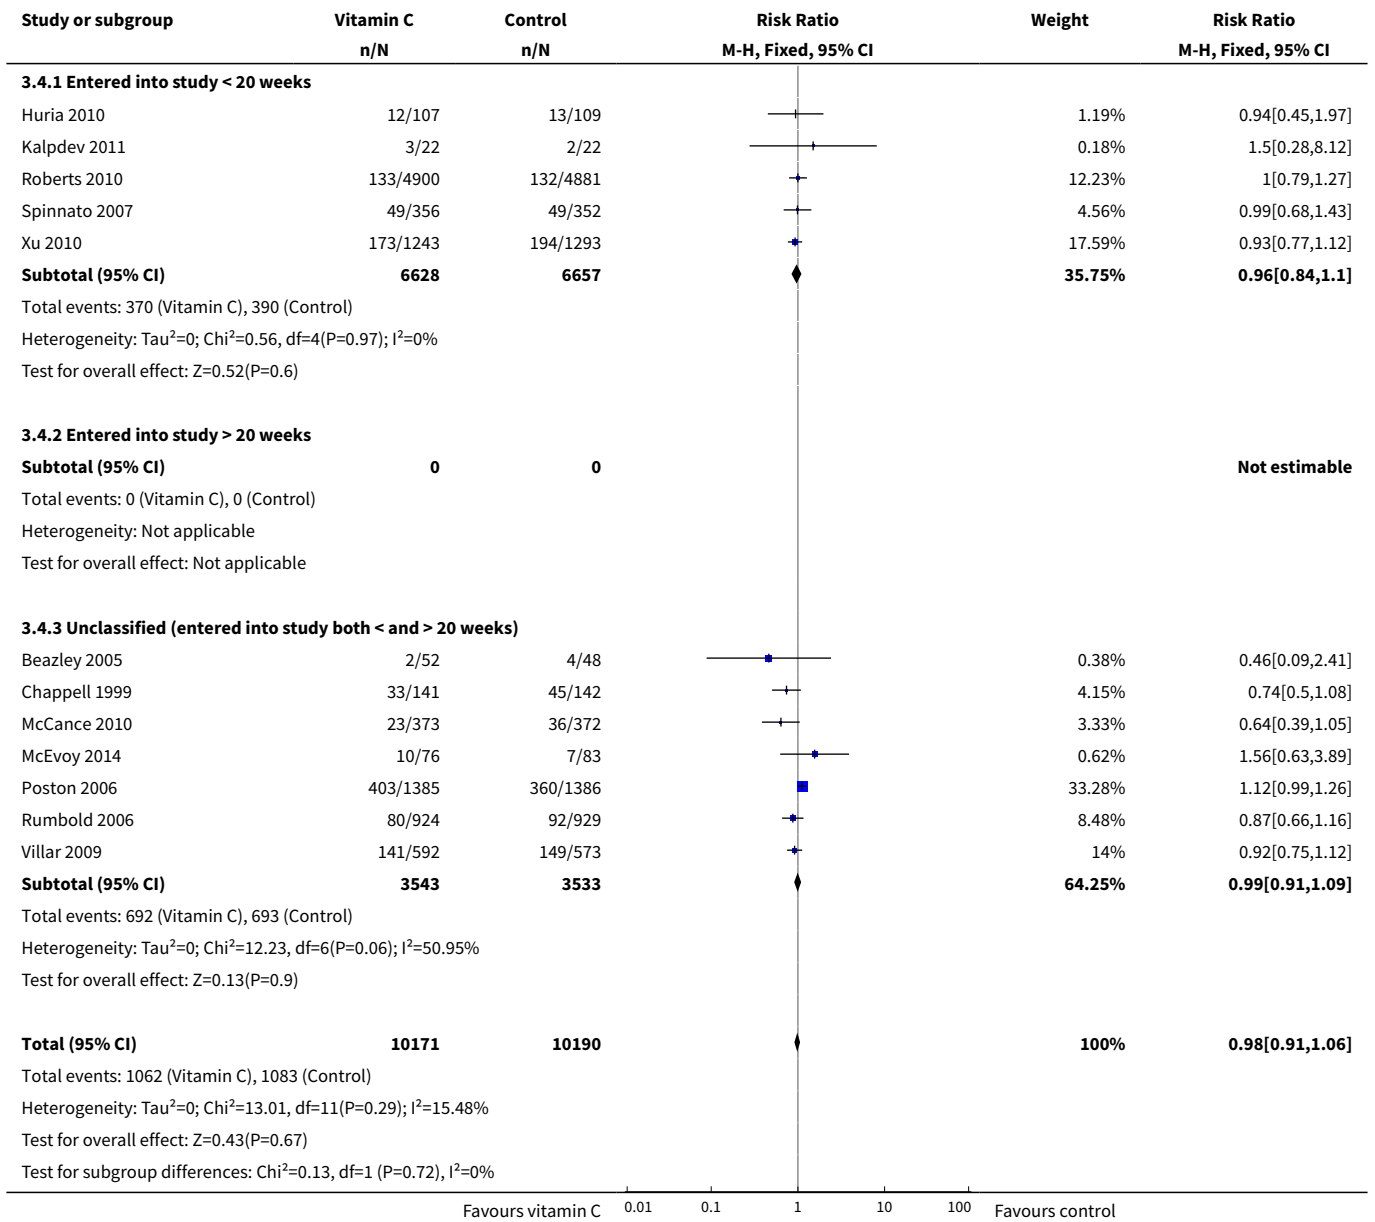 Study or subgroup Vitamin C Control Risk Ratio Weight Risk Ratio
n/N n/N M-H, Fixed, 95% CI M-H, Fixed, 95% CI
3.4.1 Entered into study < 20 weeks
Huria 2010 12/107 13/109 1.19% 0.94[0.45,1.97]
Kalpdev 2011 3/22 2/22 0.18% 1.5[0.28,8.12]
Roberts 2010 133/4900 132/4881 12.23% 1[0.79,1.27]
Spinnato 2007 49/356 49/352 4.56% 0.99[0.68,1.43]
Xu 2010 173/1243 194/1293 17.59% 0.93[0.77,1.12]
Subtotal (95% CI) 6628 6657 35.75% 0.96[0.84,1.1]
Total events: 370 (Vitamin C), 390 (Control)
Heterogeneity: Tau²=0; Chi²=0.56, df=4(P=0.97); I²=0%
Test for overall effect: Z=0.52(P=0.6)
3.4.2 Entered into study > 20 weeks
Subtotal (95% CI) 0 0 Not estimable
Total events: 0 (Vitamin C), 0 (Control)
Heterogeneity: Not applicable
Test for overall effect: Not applicable
3.4.3 Unclassified (entered into study both < and > 20 weeks)
Beazley 2005 2/52 4/48 0.38% 0.46[0.09,2.41]
Chappell 1999 33/141 45/142 4.15% 0.74[0.5,1.08]
McCance 2010 23/373 36/372 3.33% 0.64[0.39,1.05]
McEvoy 2014 10/76 7/83 0.62% 1.56[0.63,3.89]
Poston 2006 403/1385 360/1386 33.28% 1.12[0.99,1.26]
Rumbold 2006 80/924 92/929 8.48% 0.87[0.66,1.16]
Villar 2009 141/592 149/573 14% 0.92[0.75,1.12]
Subtotal (95% CI) 3543 3533 64.25% 0.99[0.91,1.09]
Total events: 692 (Vitamin C), 693 (Control)
Heterogeneity: Tau²=0; Chi²=12.23, df=6(P=0.06); I²=50.95%
Test for overall effect: Z=0.13(P=0.9)
Total (95% CI) 10171 10190 100% 0.98[0.91,1.06]
Total events: 1062 (Vitamin C), 1083 (Control)
Heterogeneity: Tau²=0; Chi²=13.01, df=11(P=0.29); I²=15.48%
Test for overall effect: Z=0.43(P=0.67)
Test for subgroup differences: Chi²=0.13, df=1 (P=0.72), I²=0%
Favours vitamin C 0.01 0.1 1 10 100 Favours control